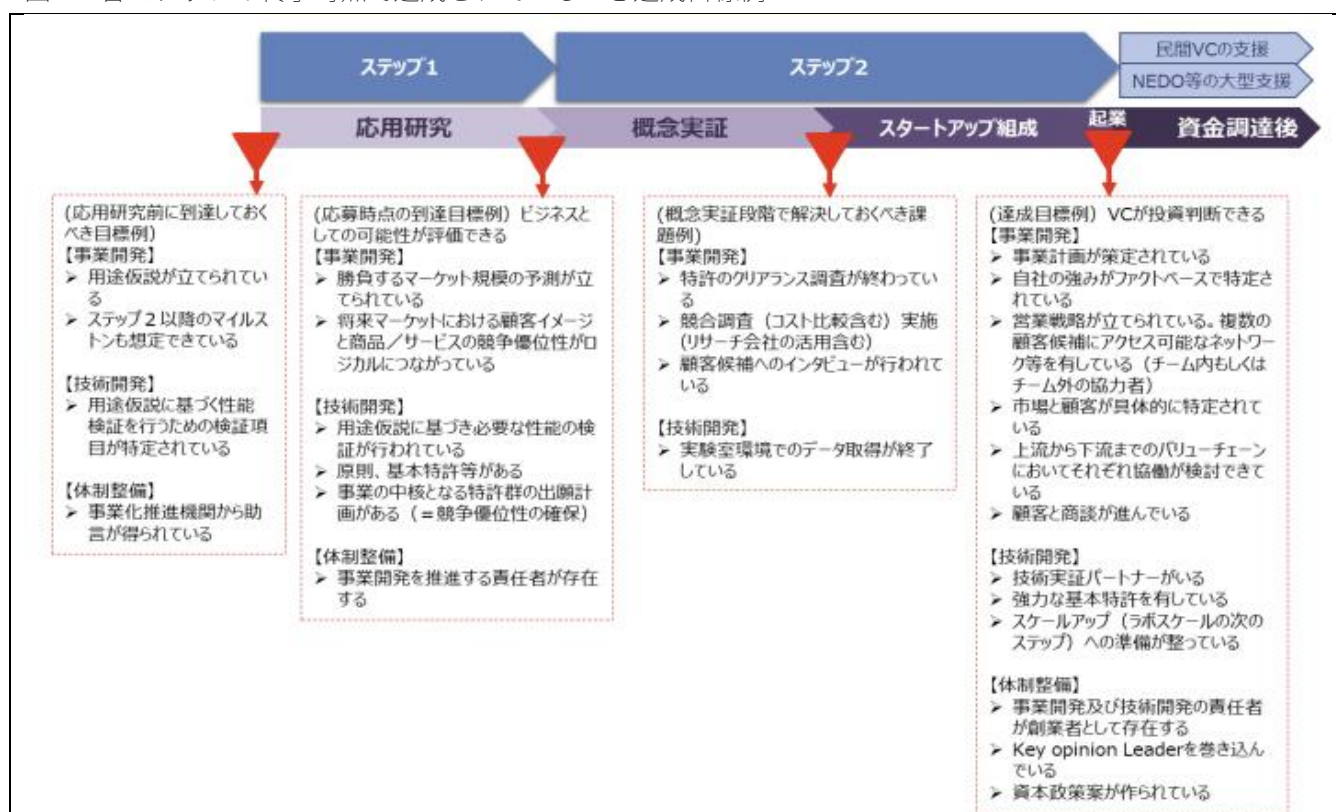 ステップ1
ステップ2
民間VCの支援
NEDO等の大型支援
応用研究
概念実証
スタートアップ組成
起業
資金調達後
(応用研究前に到達しておく
べき目標例)
【事業開発】
➢ 用途仮説が立てられてい
る
➢ ステップ2以降のマイルス
トンも想定できている
【技術開発】
➢ 用途仮説に基づく性能
検証を行うための検証項
目が特定されている
【体制整備】
➢ 事業化推進機関から助
言が得られている
(応募時点の到達目標例) ビジネスと
しての可能性が評価できる
【事業開発】
➢ 勝負するマーケット規模の予測が立
てられている
➢ 将来マーケットにおける顧客イメージ
と商品/サービスの競争優位性がロ
ジカルにつながっている
【技術開発】
➢ 用途仮説に基づき必要な性能の検
証が行われている
➢ 原則、基本特許等がある
➢ 事業の中核となる特許群の出願計
画がある(=競争優位性の確保)
【体制整備】
➢ 事業開発を推進する責任者が存在
する
(概念実証段階で解決しておくべき課
題例)
【事業開発】
➢ 特許のクリアランス調査が終わってい
る
➢ 競合調査(コスト比較含む)実施
(リサーチ会社の活用含む)
➢ 顧客候補へのインタビューが行われて
いる
【技術開発】
➢ 実験室環境でのデータ取得が終了
している
(達成目標例) VCが投資判断できる
【事業開発】
➢ 事業計画が策定されている
➢ 自社の強みがファクトベースで特定さ
れている
➢ 営業戦略が立てられている。複数の
顧客候補にアクセス可能なネットワー
ク等を有している(チーム内もしくは
チーム外の協力者)
➢ 市場と顧客が具体的に特定されて
いる
➢ 上流から下流までのバリューチェーン
においてそれぞれ協働が検討できて
いる
➢ 顧客と商談が進んでいる
【技術開発】
➢ 技術実証パートナーがいる
➢ 強力な基本特許を有している
➢ スケールアップ(ラボスケールの次の
ステップ)への準備が整っている
【体制整備】
➢ 事業開発及び技術開発の責任者
が創業者として存在する
➢ Key opinion Leaderを巻き込ん
でいる
➢ 資本政策案が作られている